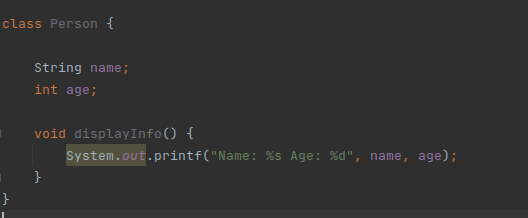 class Person {
String name;
int age;
void displayInfo() {
System.out.printf("Name: %s Age: %d", name, age);
}
}